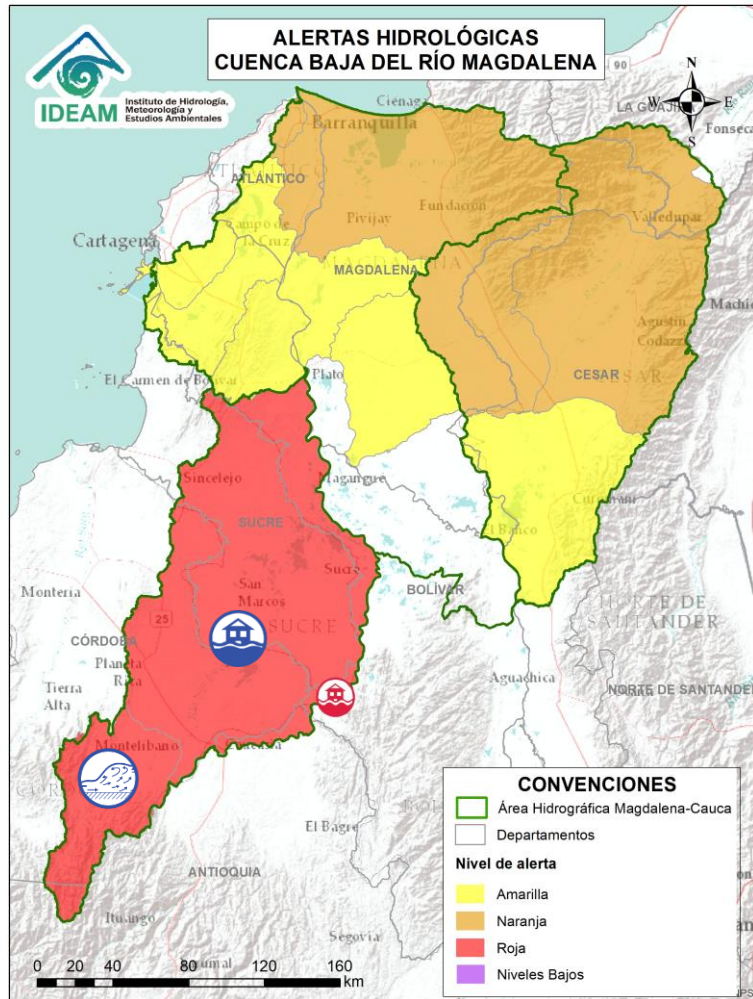 ALERTAS HIDROLÓGICAS
CUENCA BAJA DEL RÍO MAGDALENA
IDEAM
Instituto de Hidrología,
Meteorología y
Estudios Ambientales
90
N
W
E
S
Ciénaga
LA GUAJI
Barranquilla
Fonseca
ATLÁNTICO
Pivijay
Fundación
Valledupar
Campo de
la Cruz
Cartagena
MAGDALENA
Machi
Agustín
Codazzi
El Carmen de Bolívar
Plato
CESAR
Sincelejo
Magangue
SUCRE
El Banco
Sucre
San
Marcos
SUCRE
BOLÍVAR
Montería
25
NORTE DE
SANTANDER
CÓRDOBA
Planeta
Rica
Aguachica
Tierra
Alta
NORTE DE SANTANDER
Montelíbano
El Bagre
ANTIOQUIA
Ituango
Segovia
CONVENCIONES
Área Hidrográfica Magdalena-Cauca
Departamentos
Nivel de alerta
Amarilla
Naranja
Roja
Niveles Bajos
0 20 40 80 120 160
km